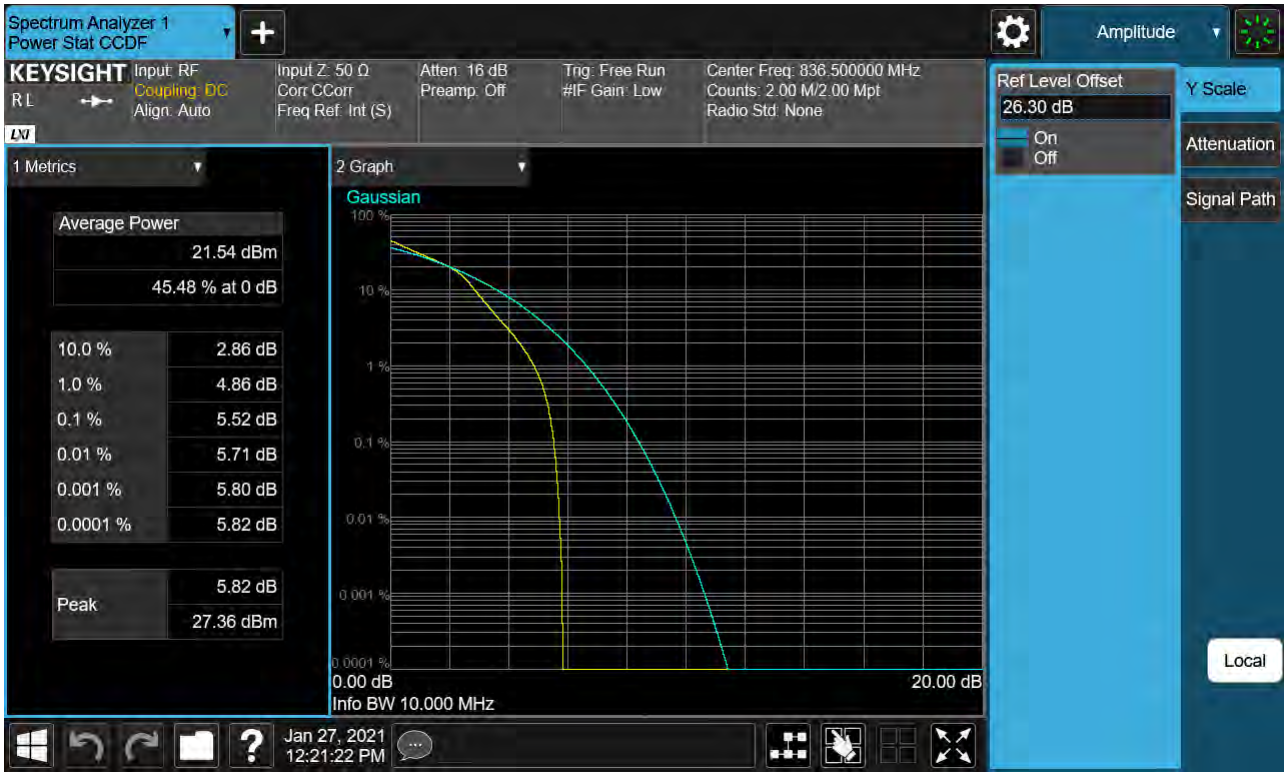 Spectrum Analyzer 1
Power Stat CCDF
+
Amplitude
KEYSIGHT
RL
LXI
Input: RF
Coupling: DC
Align: Auto
Input Z: 50 Ω
Corr CCorr
Freq Ref: Int (S)
Atten: 16 dB
Preamp: Off
Trig: Free Run
#IF Gain: Low
Center Freq: 836.500000 MHz
Counts: 2.00 M/2.00 Mpt
Radio Std: None
Ref Level Offset
26.30 dB
On
Off
Y Scale
Attenuation
Signal Path
Local
1 Metrics
Average Power
21.54 dBm
45.48 % at 0 dB
10.0 % 2.86 dB
1.0 % 4.86 dB
0.1 % 5.52 dB
0.01 % 5.71 dB
0.001 % 5.80 dB
0.0001 % 5.82 dB
Peak
5.82 dB
27.36 dBm
2 Graph
Gaussian
100 %
10 %
1 %
0.1 %
0.01 %
0.001 %
0.0001 %
0.00 dB 20.00 dB
Info BW 10.000 MHz
?
Jan 27, 2021
12:21:22 PM